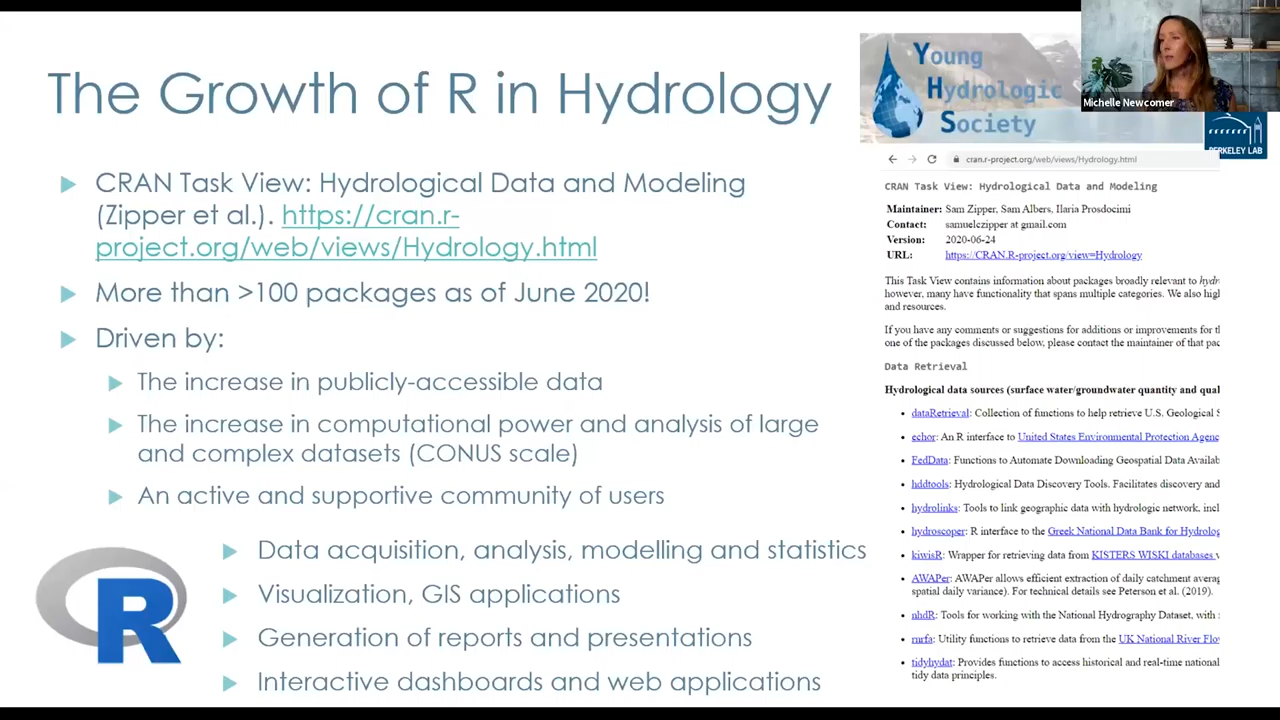 The Growth of R in Hydrology
CRAN Task View: Hydrological Data and Modeling
(Zipper et al.). https://cran.r-
project.org/web/views/Hydrology.html
More than >100 packages as of June 2020!
Driven by:
The increase in publicly-accessible data
The increase in computational power and analysis of large
and complex datasets (CONUS scale)
An active and supportive community of users
Data acquisition, analysis, modelling and statistics
Visualization, GIS applications
Generation of reports and presentations
Interactive dashboards and web applications
R
Young
Hydrologic
Society
Michelle Newcomer
BERKELEY LAB
cran.r-project.org/web/views/Hydrology.html
CRAN Task View: Hydrological Data and Modeling
Maintainer: Sam Zipper, Sam Albers, Ilaria Prosdocimi
Contact: samuelczipper at gmail.com
Version: 2020-06-24
URL: https://CRAN.R-project.org/view=Hydrology
This Task View contains information about packages broadly relevant to hydr
however, many have functionality that spans multiple categories. We also higl
and resources.
If you have any comments or suggestions for additions or improvements for tl
one of the packages discussed below, please contact the maintainer of that pac
Data Retrieval
Hydrological data sources (surface water/groundwater quantity and qual
dataRetrieval: Collection of functions to help retrieve U.S. Geological S
echor: An R interface to United States Environmental Protection Agenc
FedData: Functions to Automate Downloading Geospatial Data Availab
hddtools: Hydrological Data Discovery Tools. Facilitates discovery and
hydrolinks: Tools to link geographic data with hydrologic network, incl
hydroscoper: R interface to the Greek National Data Bank for Hydrolog
kiwisR: Wrapper for retrieving data from KISTERS WISKI databases v
AWAPer: AWAPer allows efficient extraction of daily catchment averag
spatial daily variance). For technical details see Peterson et al. (2019).
nhdR: Tools for working with the National Hydrography Dataset, with
rnrfa: Utility functions to retrieve data from the UK National River Flo
tidyhydat: Provides functions to access historical and real-time national
tidy data principles.